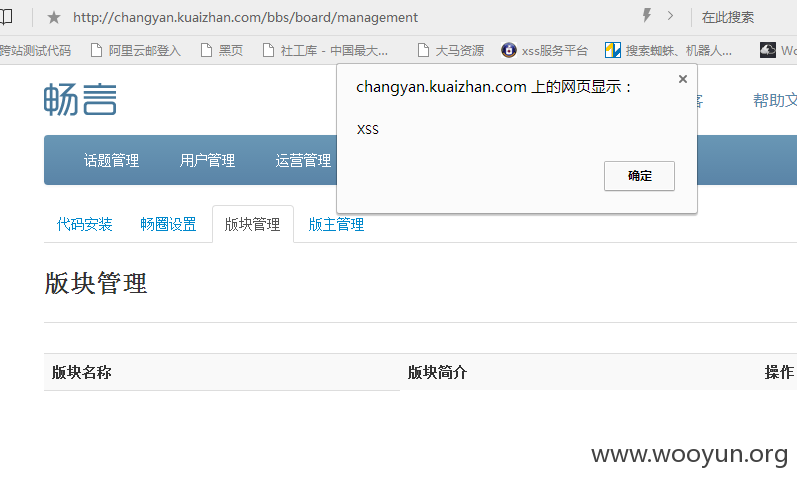 http://changyan.kuaizhan.com/bbs/board/management
在此搜索
跨站测试代码 阿里云邮登入 黑页 社工库 - 中国最大... 大马资源 xss服务平台 搜索蜘蛛、机器人... Wo
changyan.kuaizhan.com 上的网页显示：
畅言
帮助文
xss
确定
话题管理 用户管理 运营管理
代码安装 畅圈设置 版块管理 版主管理
版块管理
版块名称 版块简介 操作
www.wooyun.org